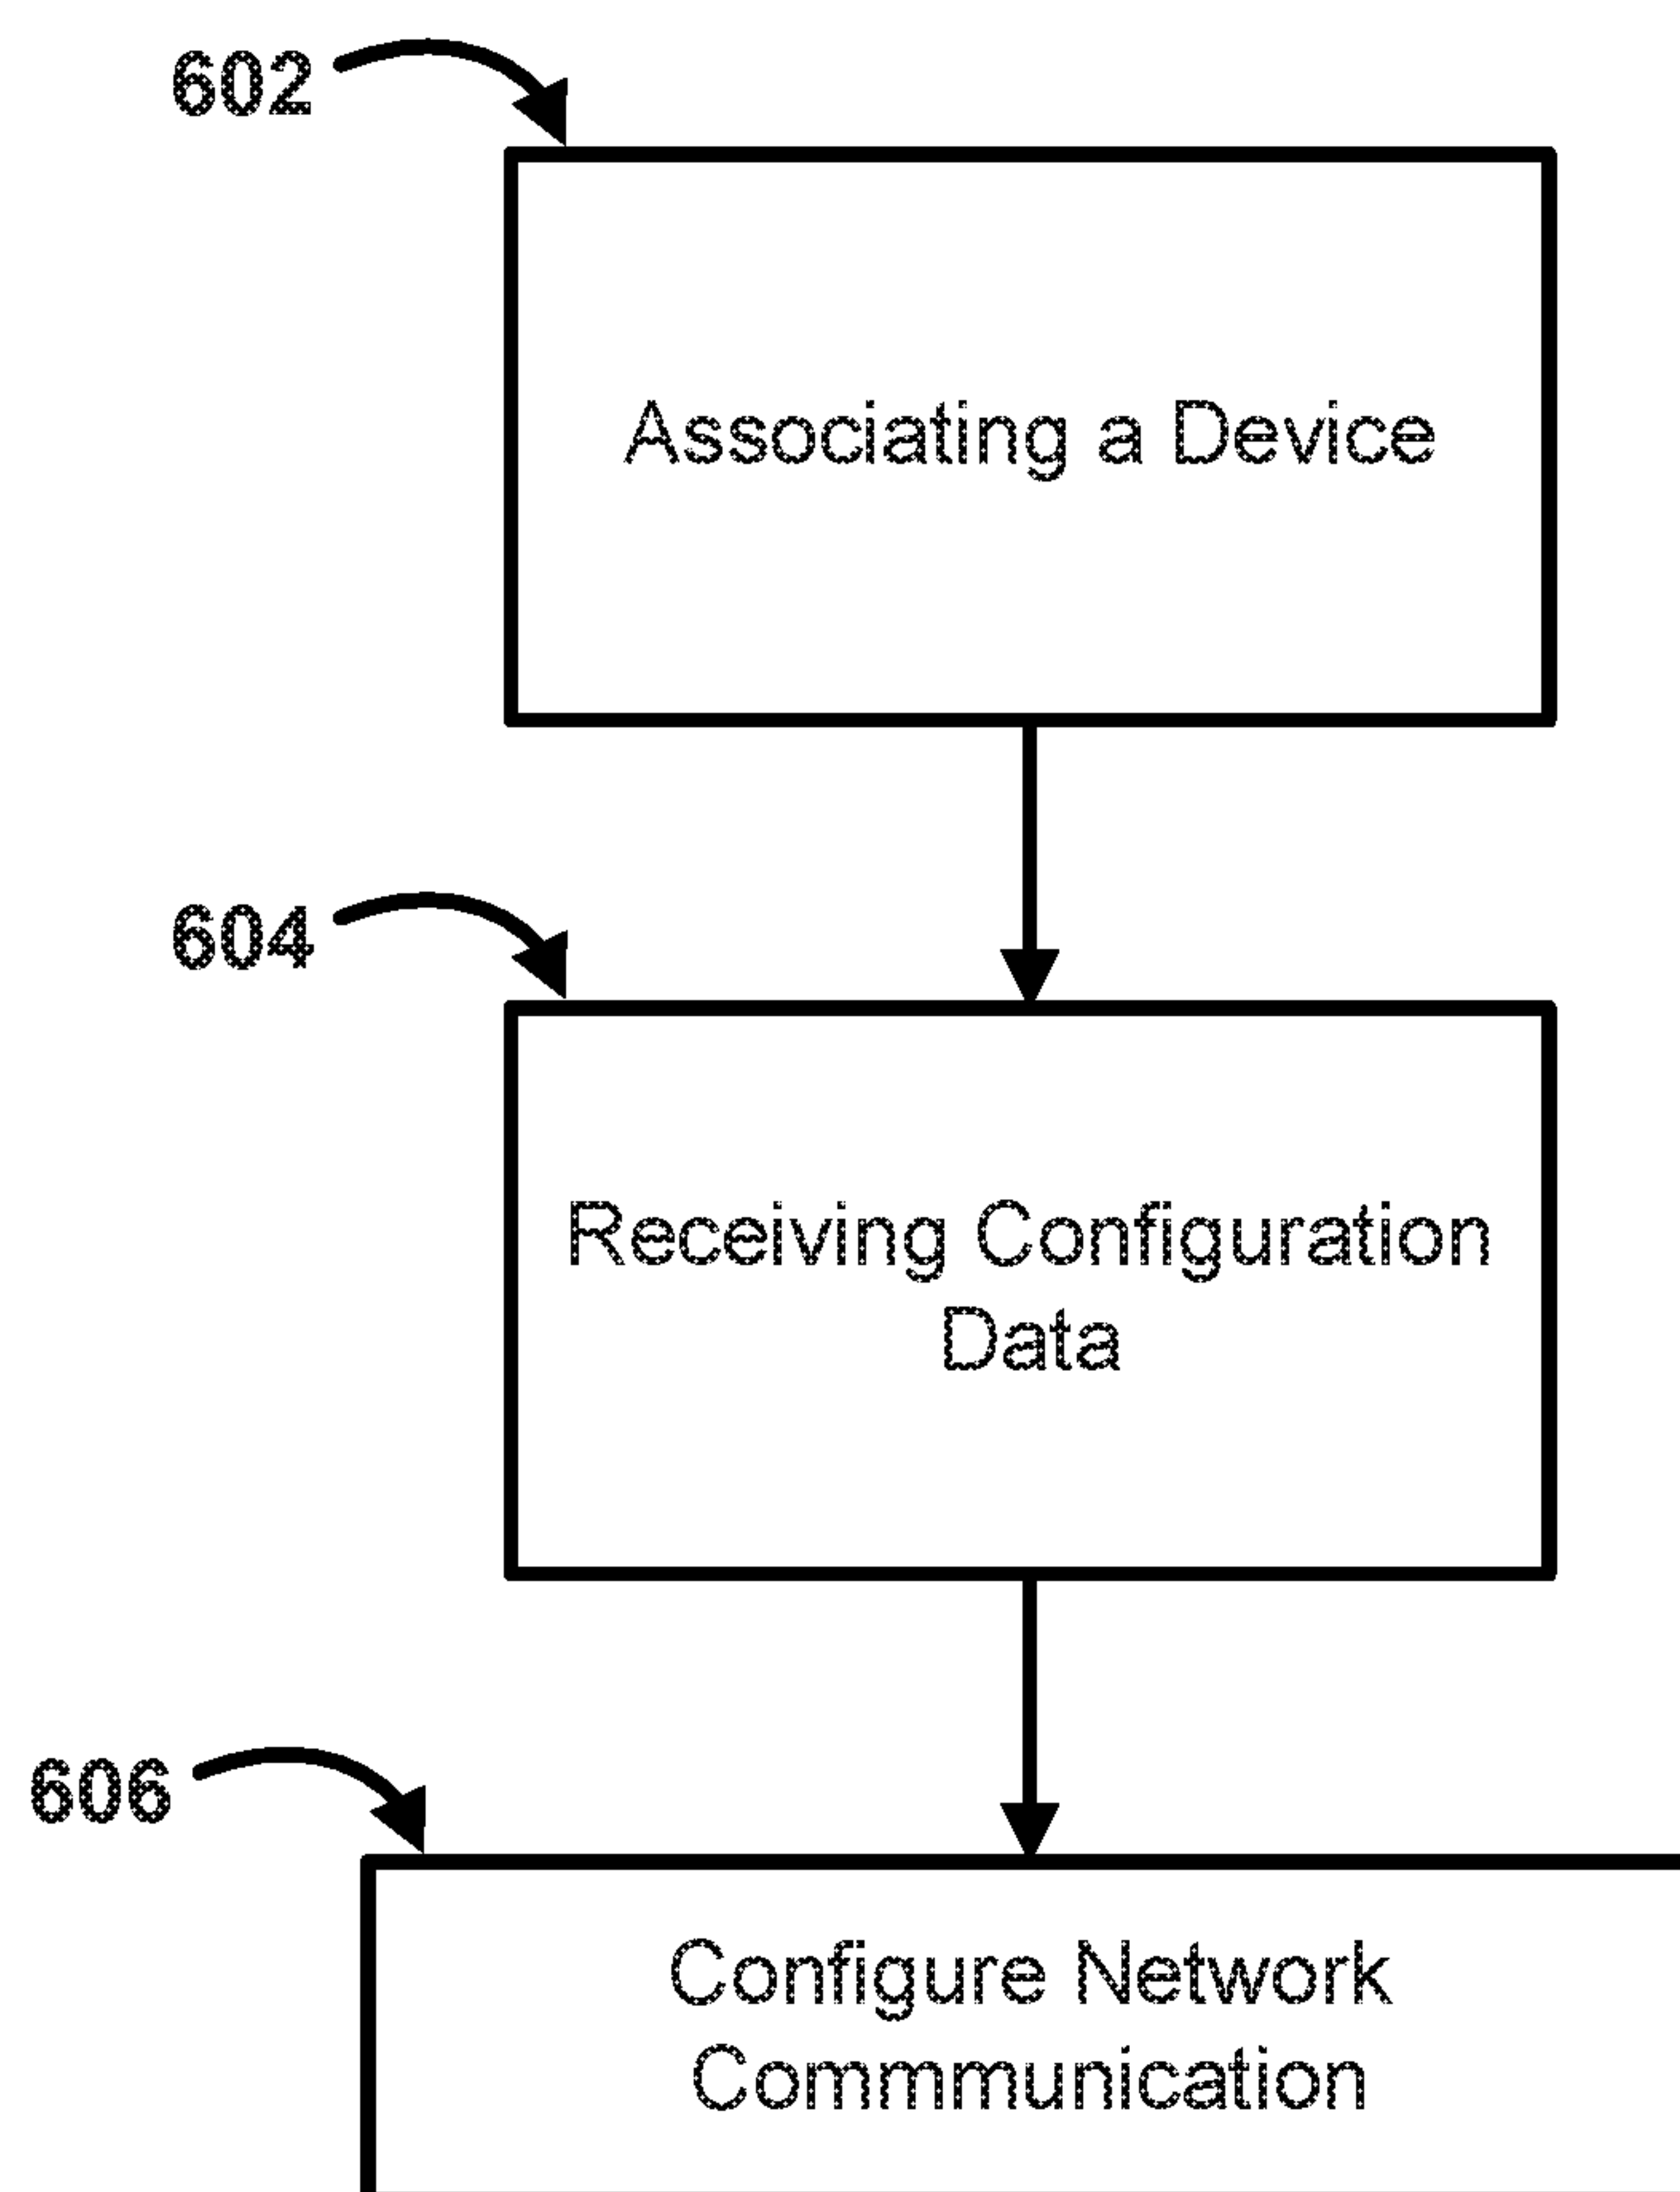 602
Associating a Device
604
Receiving Configuration
Data
606
Configure Network
Commmunication